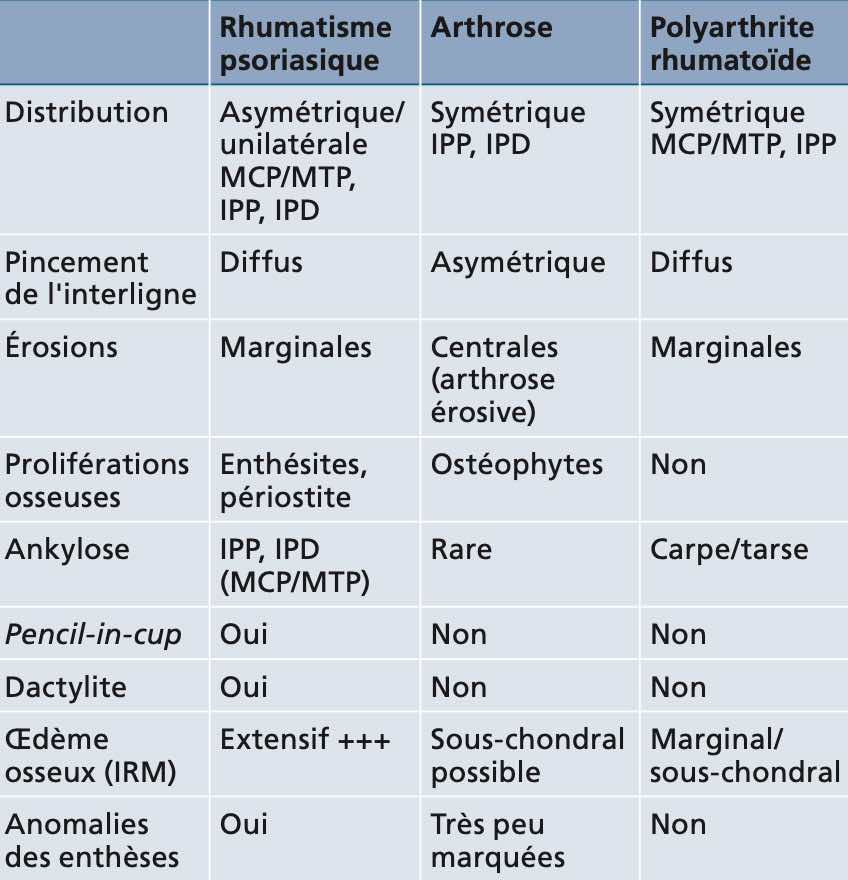 Rhumatisme
psoriasique
Arthrose
Polyarthrite
rhumatoïde
Distribution
Asymétrique/
unilatérale
MCP/MTP,
IPP, IPD
Symétrique
IPP, IPD
Symétrique
MCP/MTP, IPP
Pincement
de l'interligne
Diffus
Asymétrique
Diffus
Érosions
Marginales
Centrales
(arthrose
érosive)
Marginales
Proliférations
osseuses
Enthésites,
périostite
Ostéophytes
Non
Ankylose
IPP, IPD
(MCP/MTP)
Rare
Carpe/tarse
Pencil-in-cup
Oui
Non
Non
Dactylite
Oui
Non
Non
Œdème
osseux (IRM)
Extensif +++
Sous-chondral
possible
Marginal/
sous-chondral
Anomalies
des enthèses
Oui
Très peu
marquées
Non